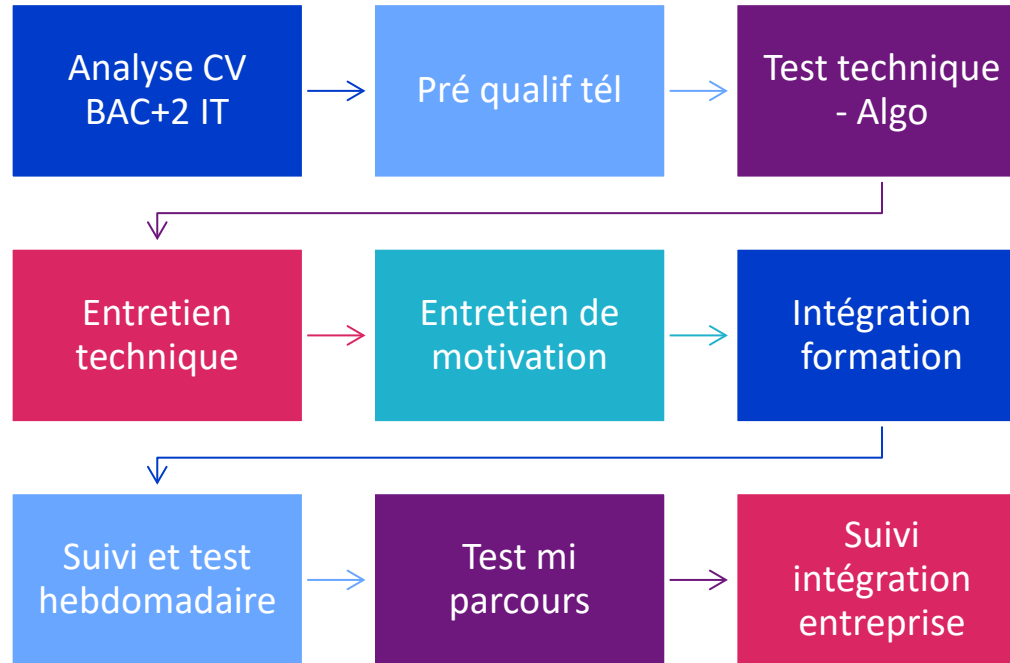 Analyse CV
BAC+2 IT
Pré qualif tél
Test technique
- Algo
Entretien
technique
Entretien de
motivation
Intégration
formation
Suivi et test
hebdomadaire
Test mi
parcours
Suivi
intégration
entreprise